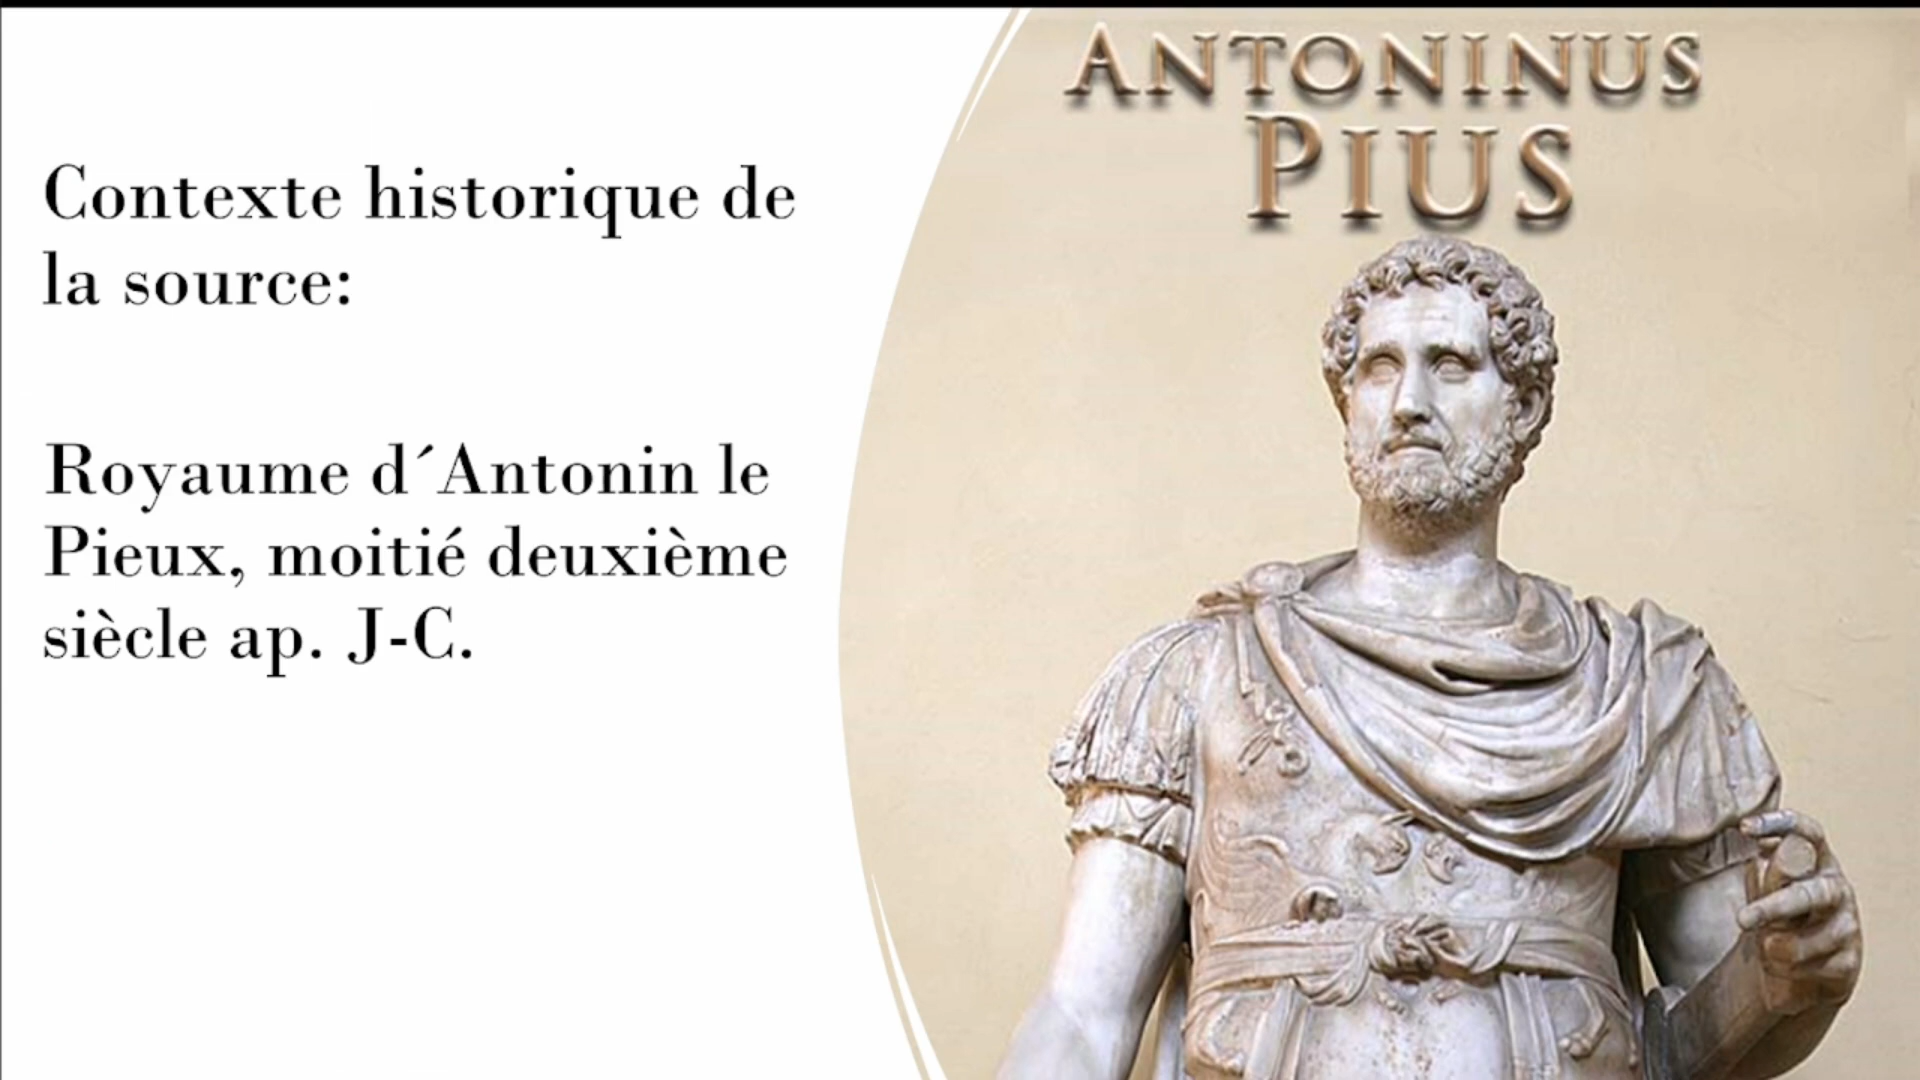 Contexte historique de
la source:
Royaume d´Antonin le
Pieux, moitié deuxième
siècle ap. J-C.
ANTONINUS
PIUS